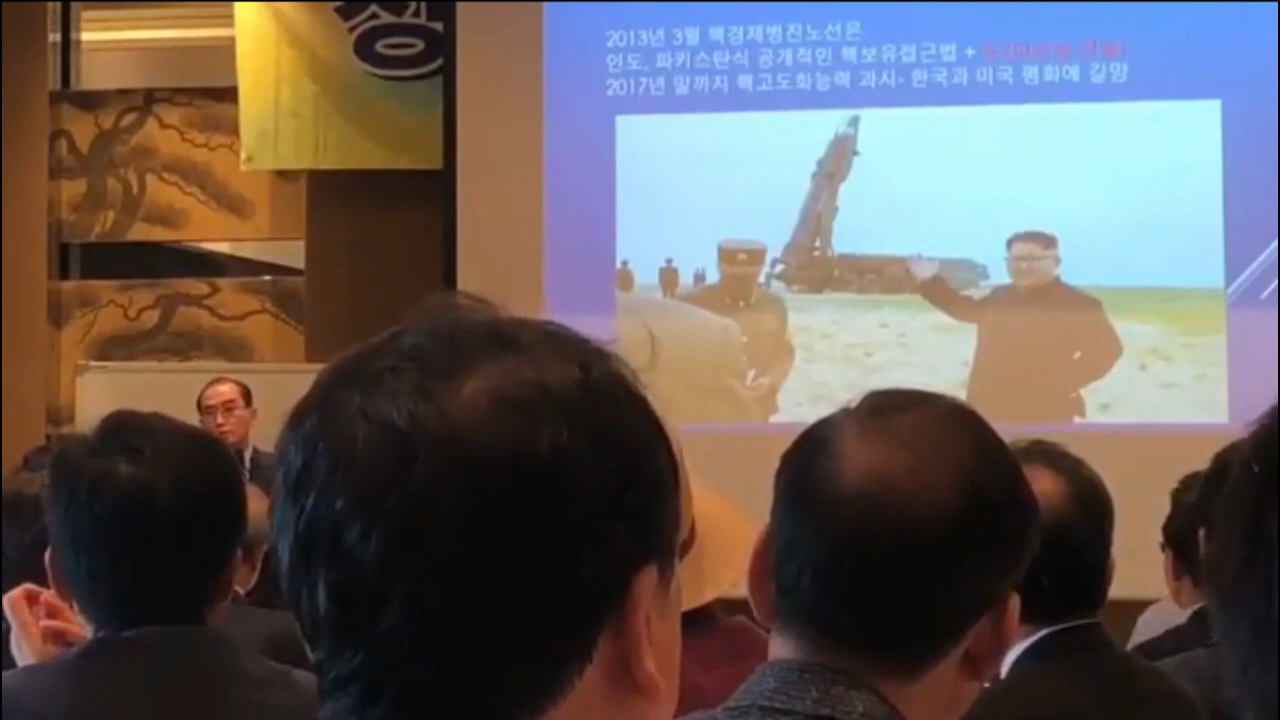 강
2013년 3월 핵경제병진노선은
인도, 파키스탄식 공개적인 핵보유접근법 +
2017년 말까지 핵고도화능력 과시- 한국과 미국 평화에 갈망